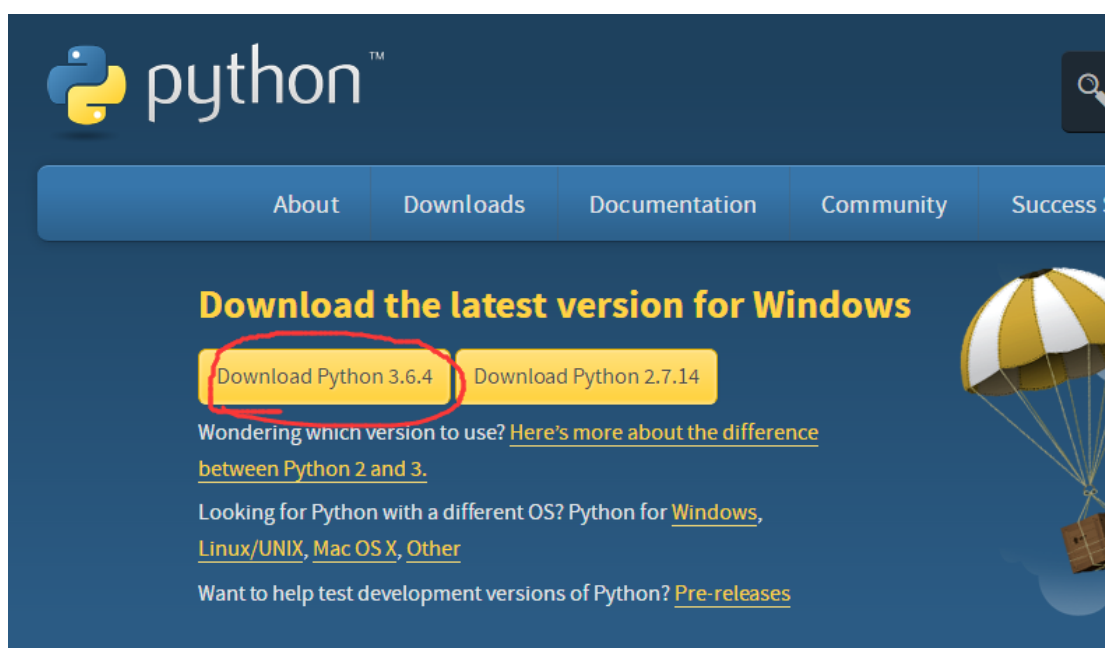 python™
About Downloads Documentation Community Success
Download the latest version for Windows
Download Python 3.6.4 Download Python 2.7.14
Wondering which version to use? Here's more about the difference
between Python 2 and 3.
Looking for Python with a different OS? Python for Windows,
Linux/UNIX, Mac OS X, Other
Want to help test development versions of Python? Pre-releases